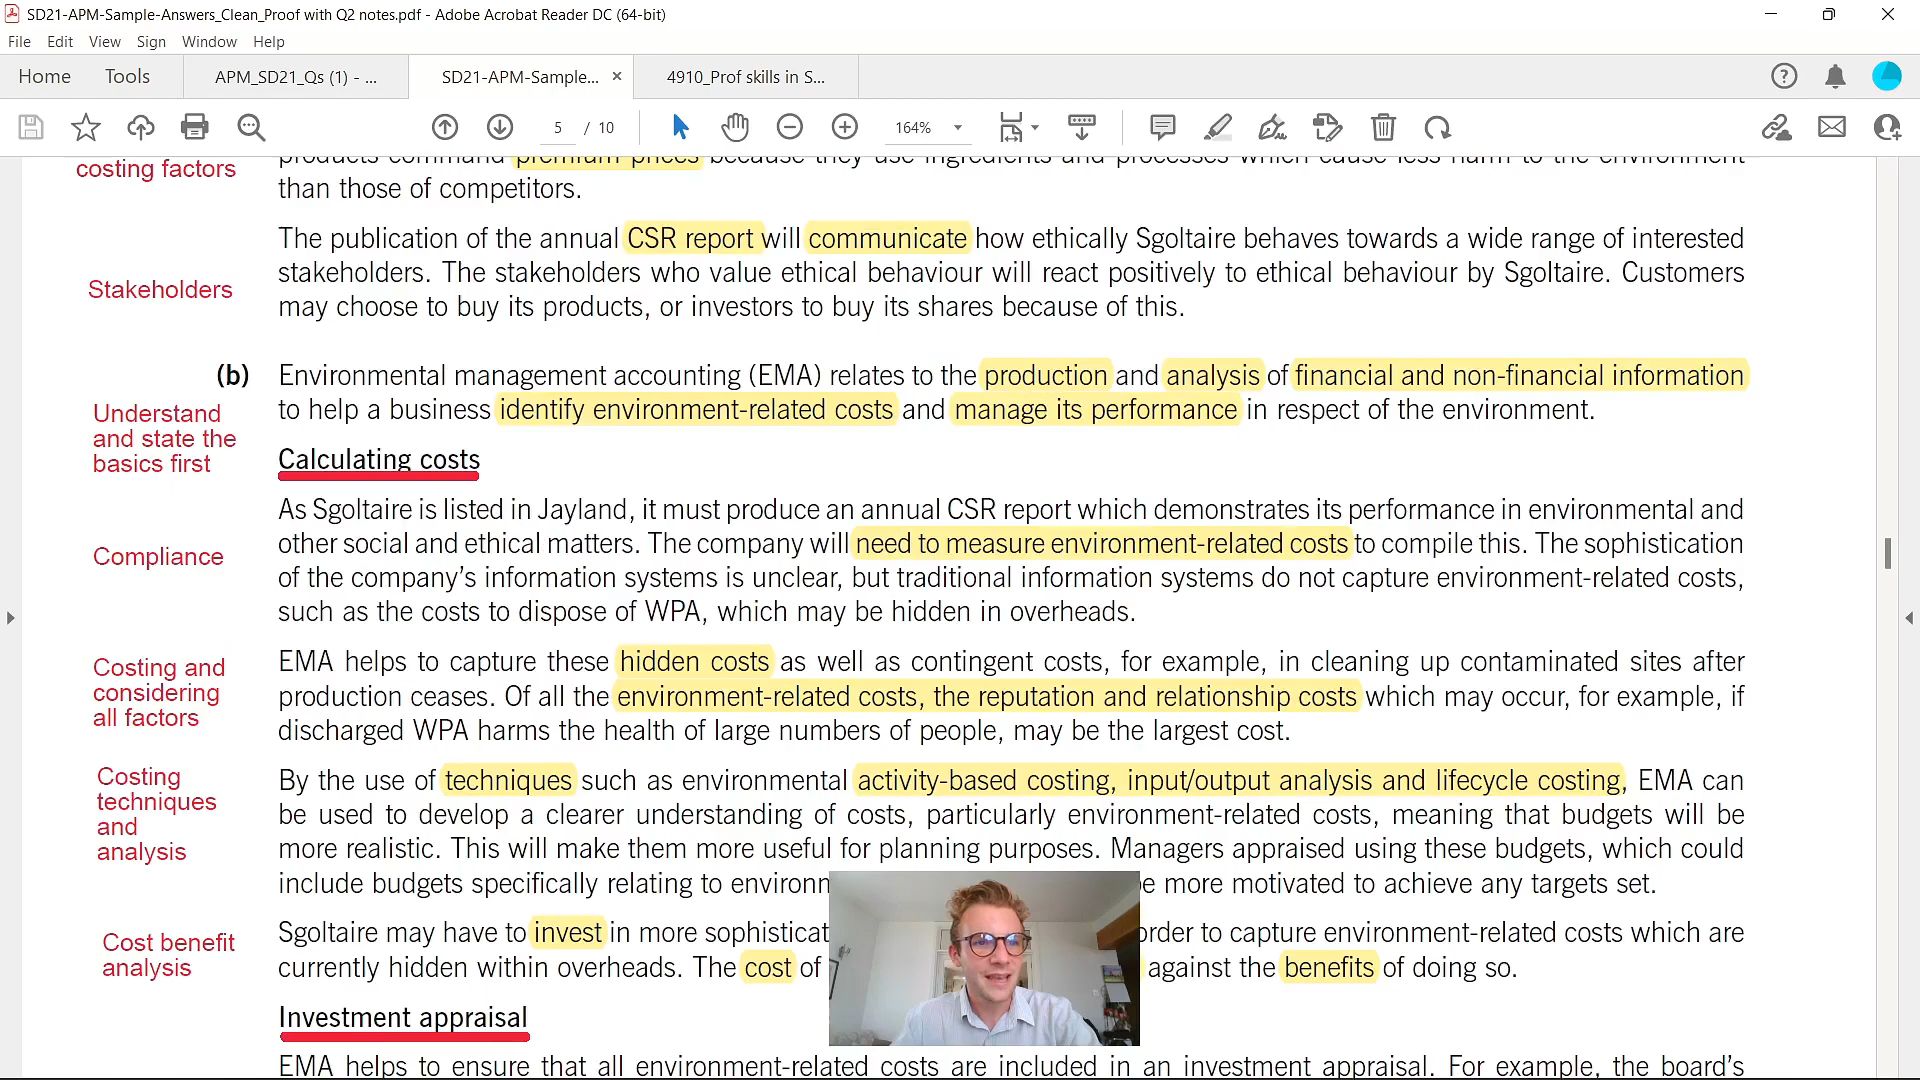 SD21-APM-Sample-Answers_Clean_Proof with Q2 notes.pdf - Adobe Acrobat Reader DC (64-bit)
File Edit View Sign Window Help
Home Tools APM_SD21_Qs (1) - ... SD21-APM-Sample... × 4910_Prof skills in S...
5 / 10 164%
products command premium prices because they use ingredients and processes which cause less harm to the environment
costing factors
than those of competitors.
The publication of the annual CSR report will communicate how ethically Sgoltaire behaves towards a wide range of interested
Stakeholders
stakeholders. The stakeholders who value ethical behaviour will react positively to ethical behaviour by Sgoltaire. Customers
may choose to buy its products, or investors to buy its shares because of this.
(b) Environmental management accounting (EMA) relates to the production and analysis of financial and non-financial information
to help a business identify environment-related costs and manage its performance in respect of the environment.
Understand
and state the
basics first
Calculating costs
As Sgoltaire is listed in Jayland, it must produce an annual CSR report which demonstrates its performance in environmental and
other social and ethical matters. The company will need to measure environment-related costs to compile this. The sophistication
Compliance
of the company's information systems is unclear, but traditional information systems do not capture environment-related costs,
such as the costs to dispose of WPA, which may be hidden in overheads.
Costing and
considering
all factors
EMA helps to capture these hidden costs as well as contingent costs, for example, in cleaning up contaminated sites after
production ceases. Of all the environment-related costs, the reputation and relationship costs which may occur, for example, if
discharged WPA harms the health of large numbers of people, may be the largest cost.
Costing
techniques
and
analysis
By the use of techniques such as environmental activity-based costing, input/output analysis and lifecycle costing, EMA can
be used to develop a clearer understanding of costs, particularly environment-related costs, meaning that budgets will be
more realistic. This will make them more useful for planning purposes. Managers appraised using these budgets, which could
include budgets specifically relating to more motivated to achieve any targets set.
Cost benefit
analysis
Sgoltaire may have to invest in more to capture environment-related costs which are
currently hidden within overheads. The cost of against the benefits of doing so.
Investment appraisal
EMA helps to ensure that all environment-related costs are included in an investment appraisal. For example, the board's